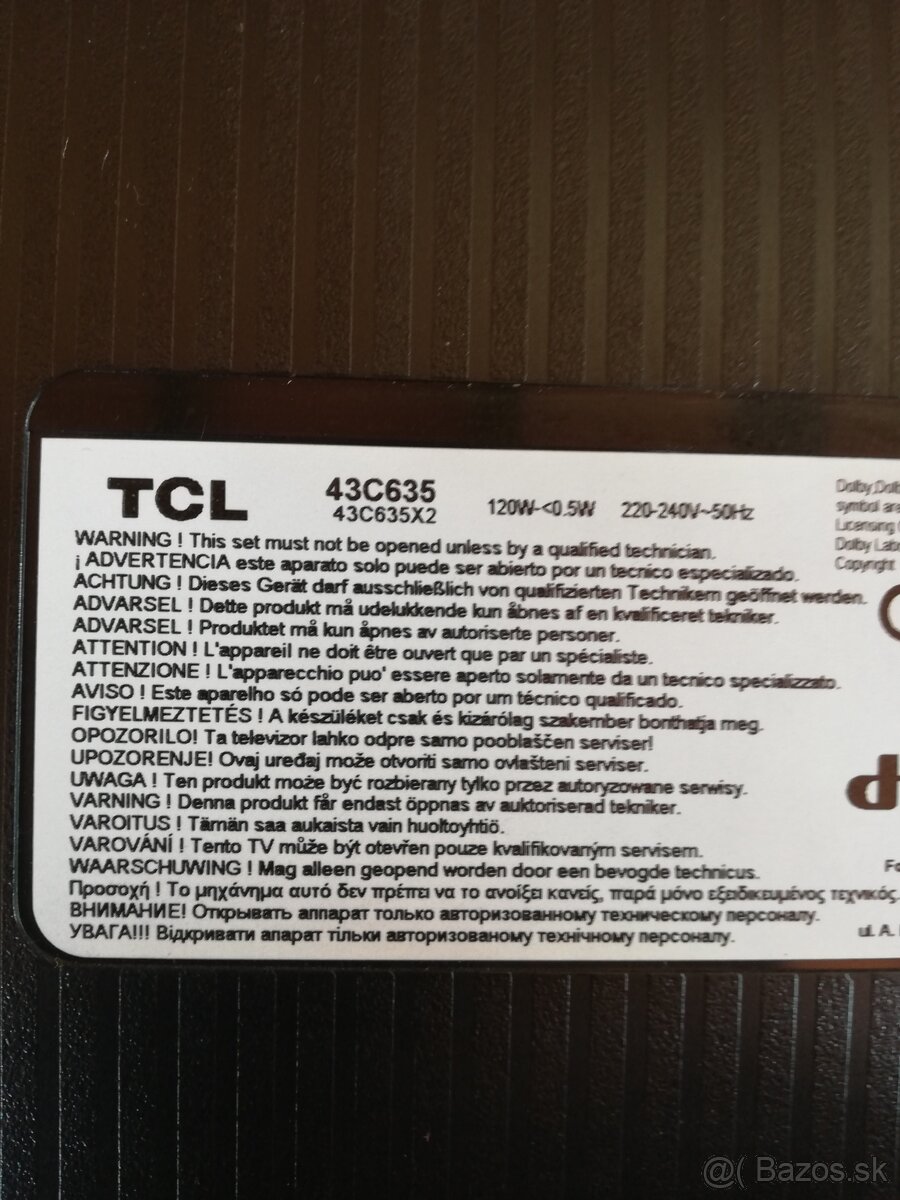 TCL
43C635
43C635X2
120W-<0.5W 220-240V~50Hz
WARNING ! This set must not be opened unless by a qualified technician.
¡ ADVERTENCIA este aparato solo puede ser abierto por un tecnico especializado.
ACHTUNG ! Dieses Gerät darf ausschließlich von qualifizierten Technikern geöffnet werden.
ADVARSEL ! Dette produkt må udelukkende kun åbnes af en kvalificeret tekniker.
ADVARSEL ! Produktet må kun åpnes av autoriserte personer.
ATTENTION ! L'appareil ne doit être ouvert que par un spécialiste.
ATTENZIONE ! L'apparecchio puo' essere aperto solamente da un tecnico specializzato.
AVISO ! Este aparelho só pode ser aberto por um técnico qualificado.
FIGYELMEZTETÉS ! A készüléket csak és kizárólag szakember bonthatja meg.
OPOZORILO! Ta televizor lahko odpre samo pooblaščen serviser!
UPOZORENJE! Ovaj uređaj može otvoriti samo ovlašteni serviser.
UWAGA ! Ten produkt może być rozbierany tylko przez autoryzowane serwisy.
VARNING ! Denna produkt får endast öppnas av auktoriserad tekniker.
VAROITUS ! Tämän saa aukaista vain huoltoyhtiö.
VAROVÁNÍ ! Tento TV může být otevřen pouze kvalifikovaným servisem.
WAARSCHUWING ! Mag alleen geopend worden door een bevogde technicus.
Προσοχή ! Το μηχάνημα αυτό δεν πρέπει να το ανοίξει κανείς, παρά μόνο εξειδικευμένος τεχνικός.
ВНИМАНИЕ! Открывать аппарат только авторизованному техническому персоналу.
УВАГА!!! Відкривати апарат тільки авторизованому технічному персоналу.
Dolby, Dol
symbol are
Licensing
Dolby Lab
Copyright
ul. A.
@( Bazos.sk